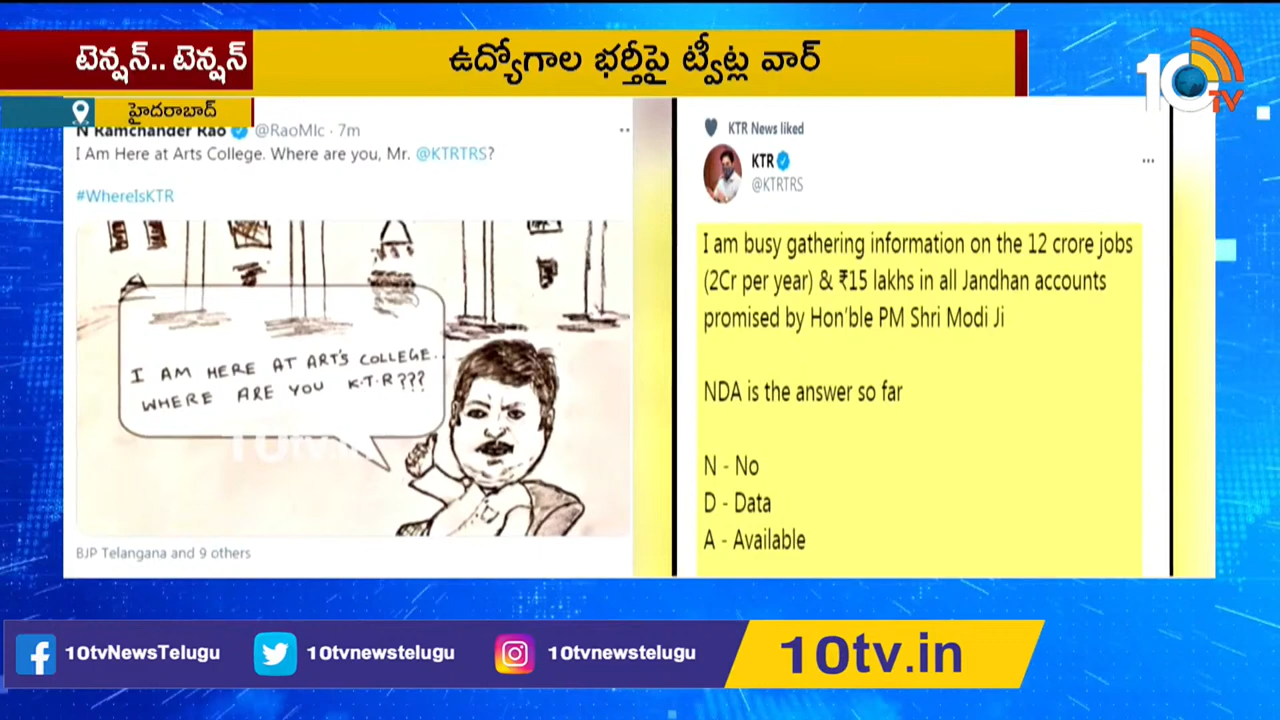 టెన్షన్.. టెన్షన్
ఉద్యోగాల భర్తీపై ట్వీట్ల వార్
10TV
హైదరాబాద్
N Ramchander Rao @RaoMlc · 7m
I Am Here at Arts College. Where are you, Mr. @KTRTRS?
#WhereIsKTR
I AM HERE AT ART'S COLLEGE.
WHERE ARE YOU K.T.R???
10tv.in
BJP Telangana and 9 others
KTR News liked
KTR
@KTRTRS
I am busy gathering information on the 12 crore jobs
(2Cr per year) & ₹15 lakhs in all Jandhan accounts
promised by Hon'ble PM Shri Modi Ji
NDA is the answer so far
N - No
D - Data
A - Available
10tvNewsTelugu
10tvnewstelugu
10tvnewstelugu
10tv.in